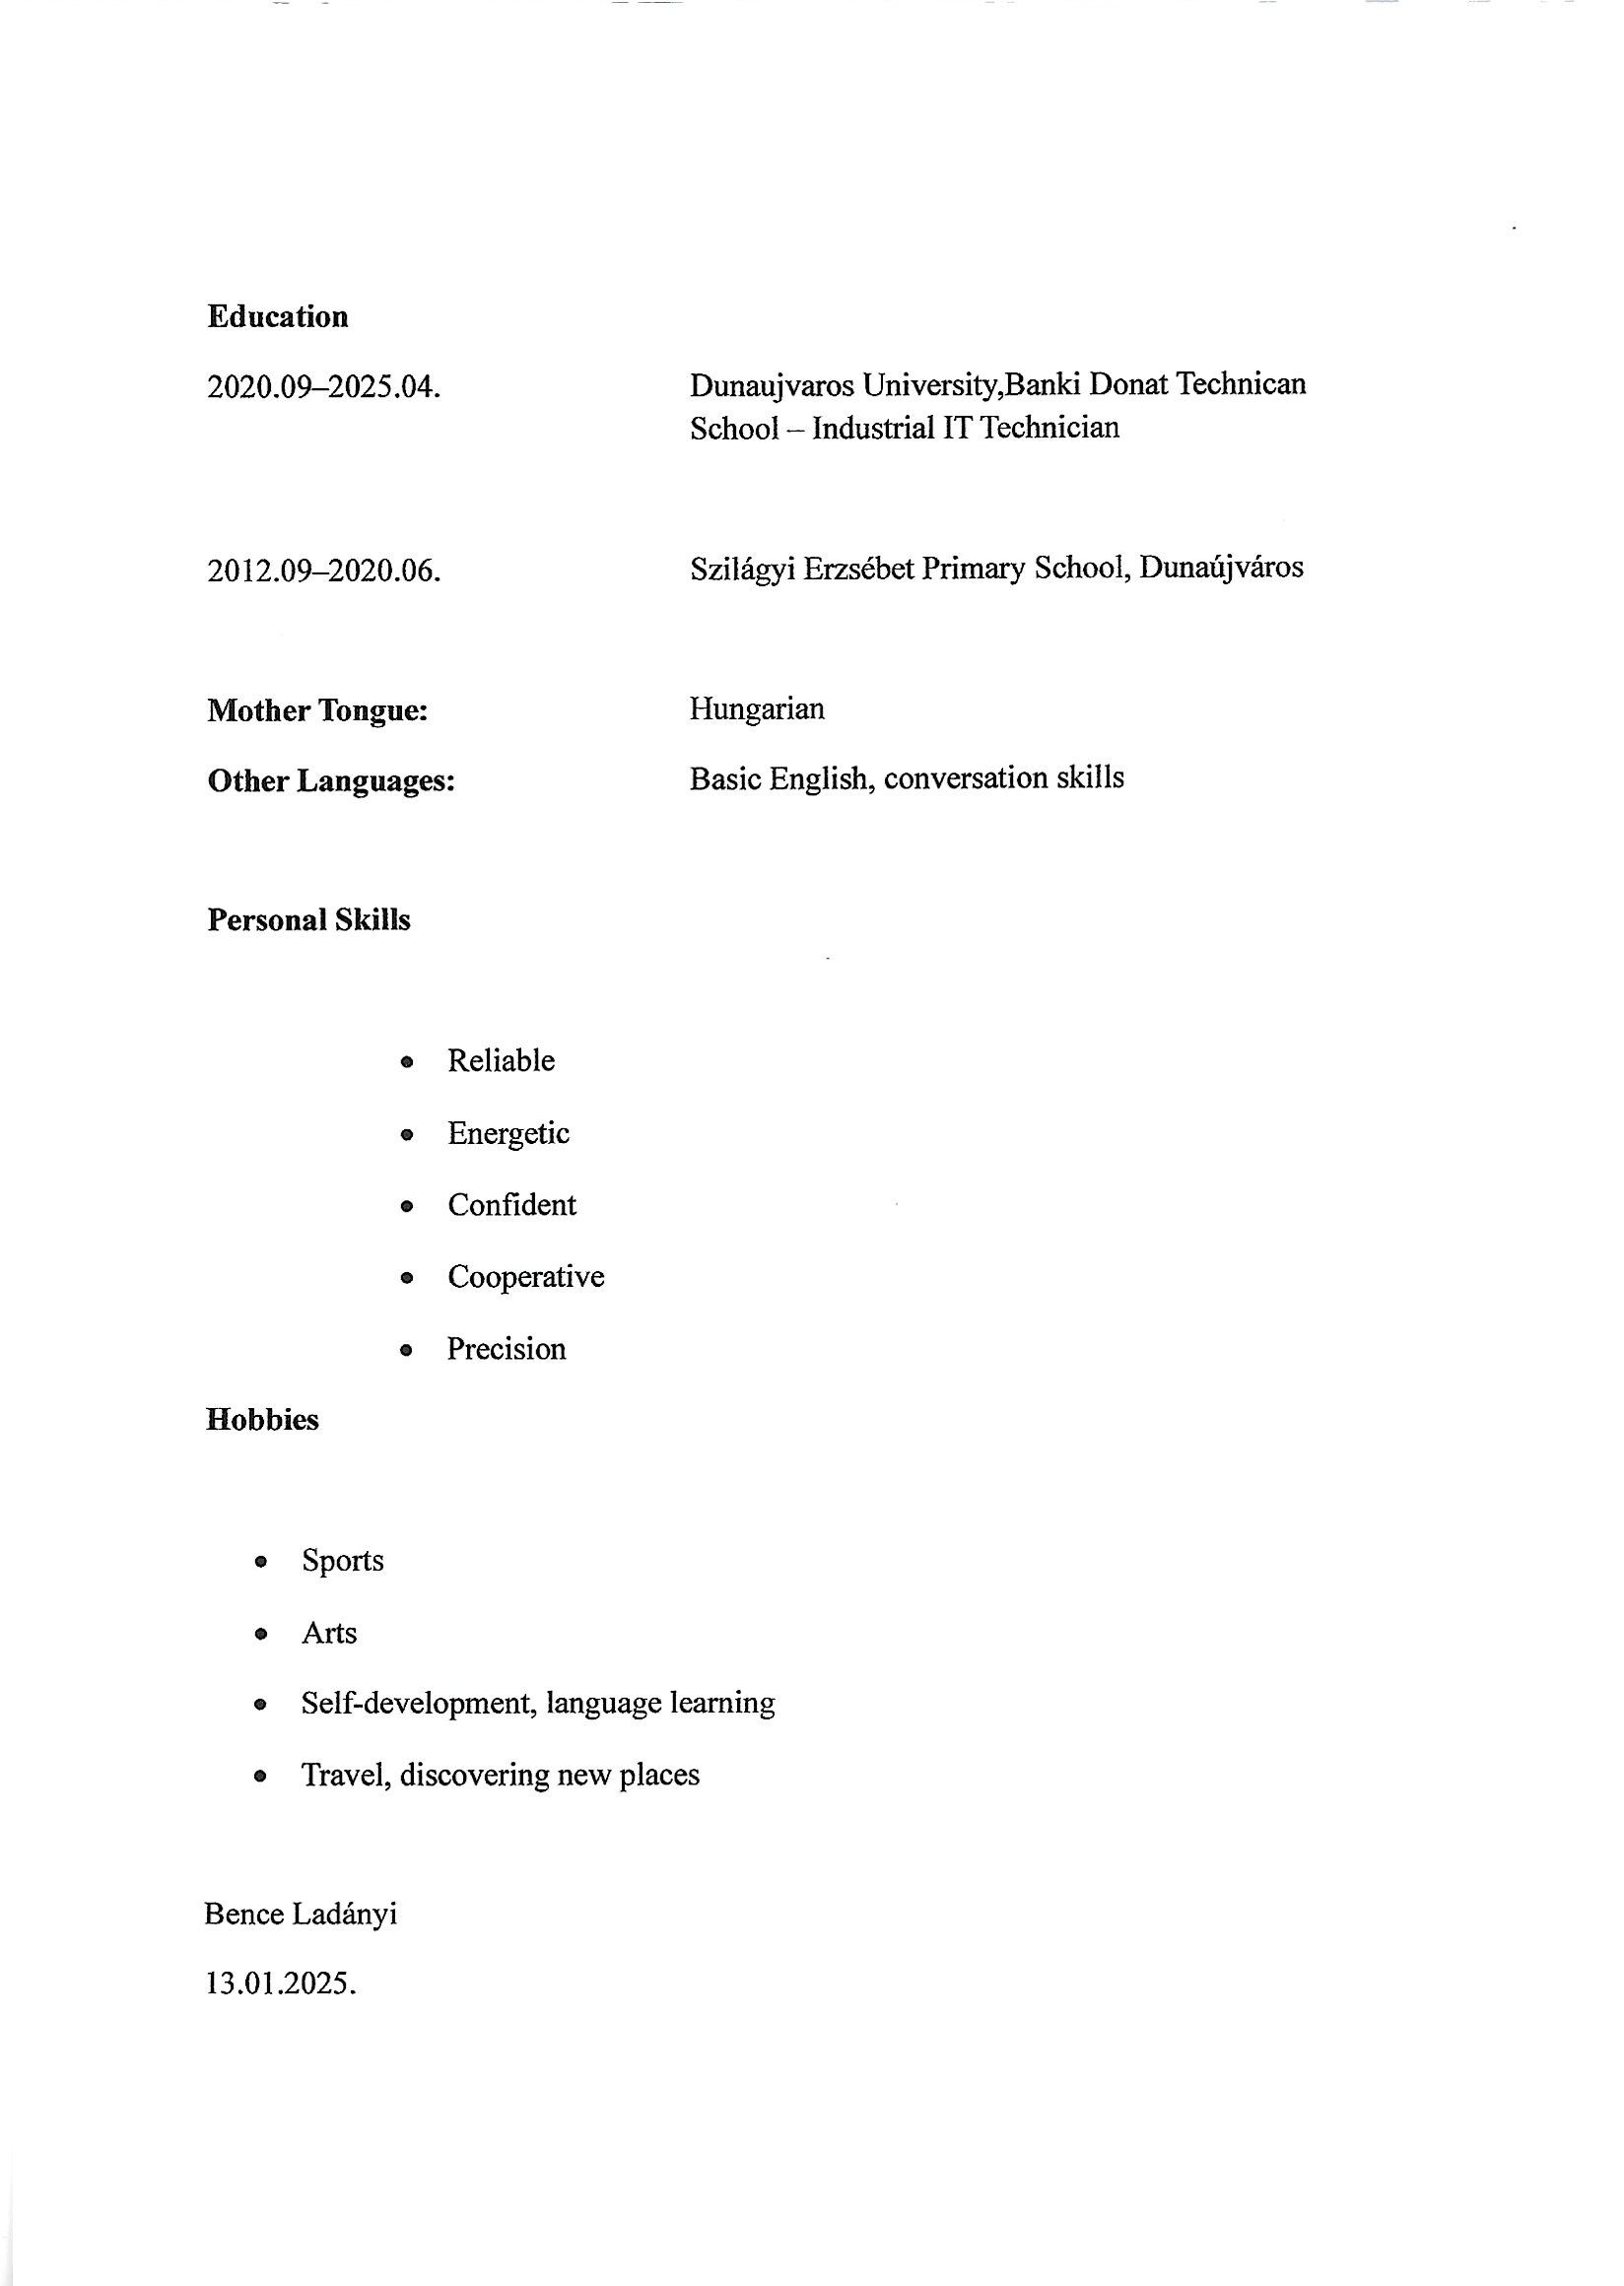 Education
2020.09–2025.04. Dunaujvaros University,Banki Donat Technican
School – Industrial IT Technician
2012.09–2020.06. Szilágyi Erzsébet Primary School, Dunaújváros
Mother Tongue: Hungarian
Other Languages: Basic English, conversation skills
Personal Skills
• Reliable
• Energetic
• Confident
• Cooperative
• Precision
Hobbies
• Sports
• Arts
• Self-development, language learning
• Travel, discovering new places
Bence Ladányi
13.01.2025.